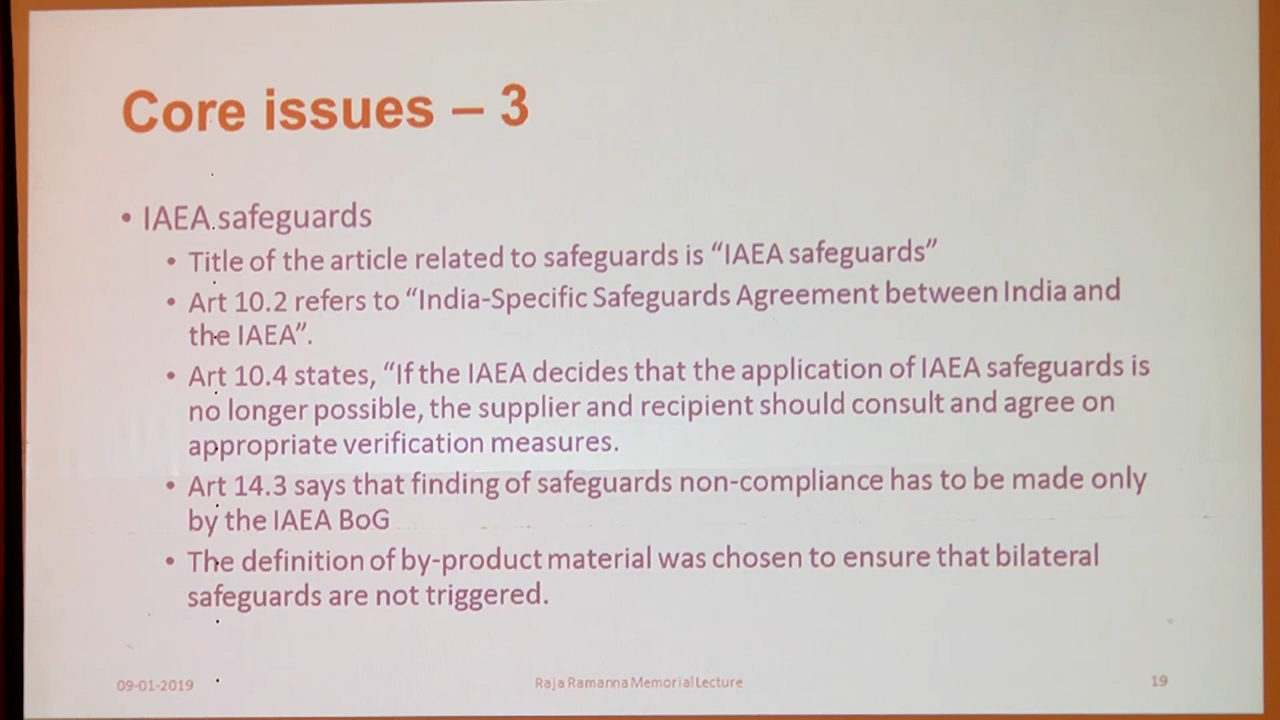 Core issues – 3
• IAEA safeguards
• Title of the article related to safeguards is “IAEA safeguards”
• Art 10.2 refers to “India-Specific Safeguards Agreement between India and
the IAEA”.
• Art 10.4 states, “If the IAEA decides that the application of IAEA safeguards is
no longer possible, the supplier and recipient should consult and agree on
appropriate verification measures.
• Art 14.3 says that finding of safeguards non-compliance has to be made only
by the IAEA BoG
• The definition of by-product material was chosen to ensure that bilateral
safeguards are not triggered.
09-01-2019 Raja Ramanna Memorial Lecture 19